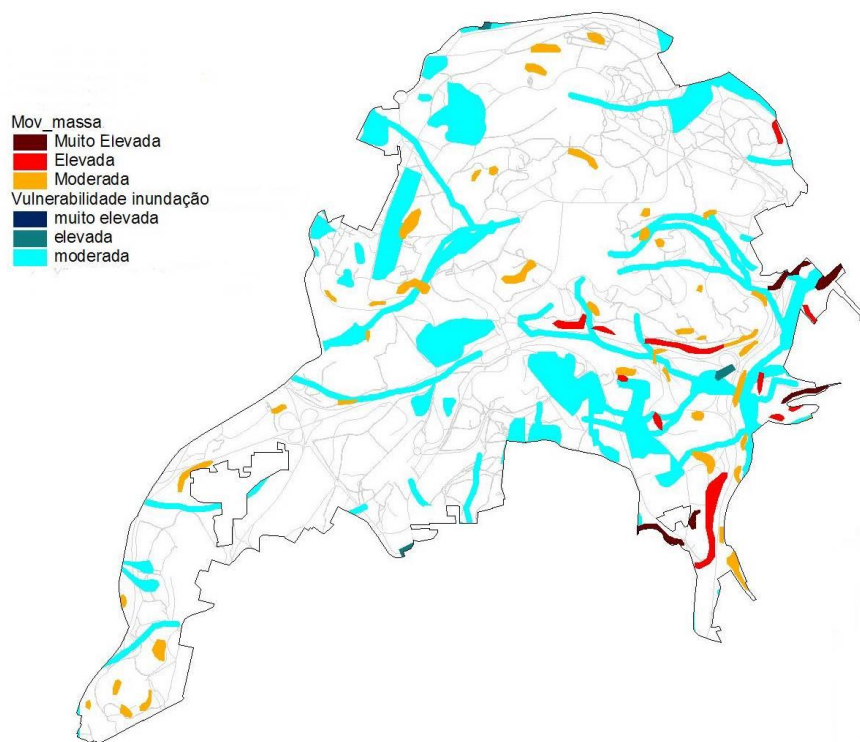 Mov_massa
Muito Elevada
Elevada
Moderada
Vulnerabilidade inundação
muito elevada
elevada
moderada